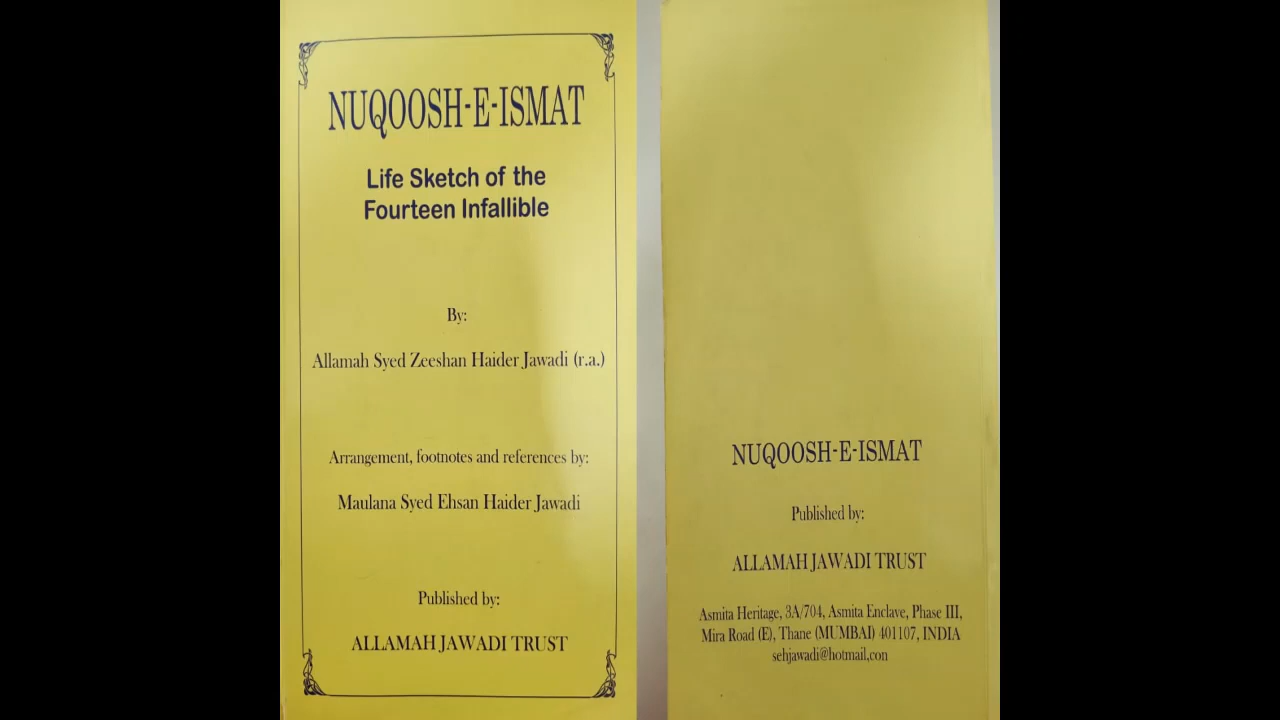 NUQOOSH-E-ISMAT
Life Sketch of the
Fourteen Infallible
By:
Allamah Syed Zeeshan Haider Jawadi (r.a.)
Arrangement, footnotes and references by:
Maulana Syed Ehsan Haider Jawadi
Published by:
ALLAMAH JAWADI TRUST
NUQOOSH-E-ISMAT
Published by:
ALLAMAH JAWADI TRUST
Asmita Heritage, 3A/704, Asmita Enclave, Phase III,
Mira Road (E), Thane (MUMBAI) 401107, INDIA
sehjawadi@hotmail,con